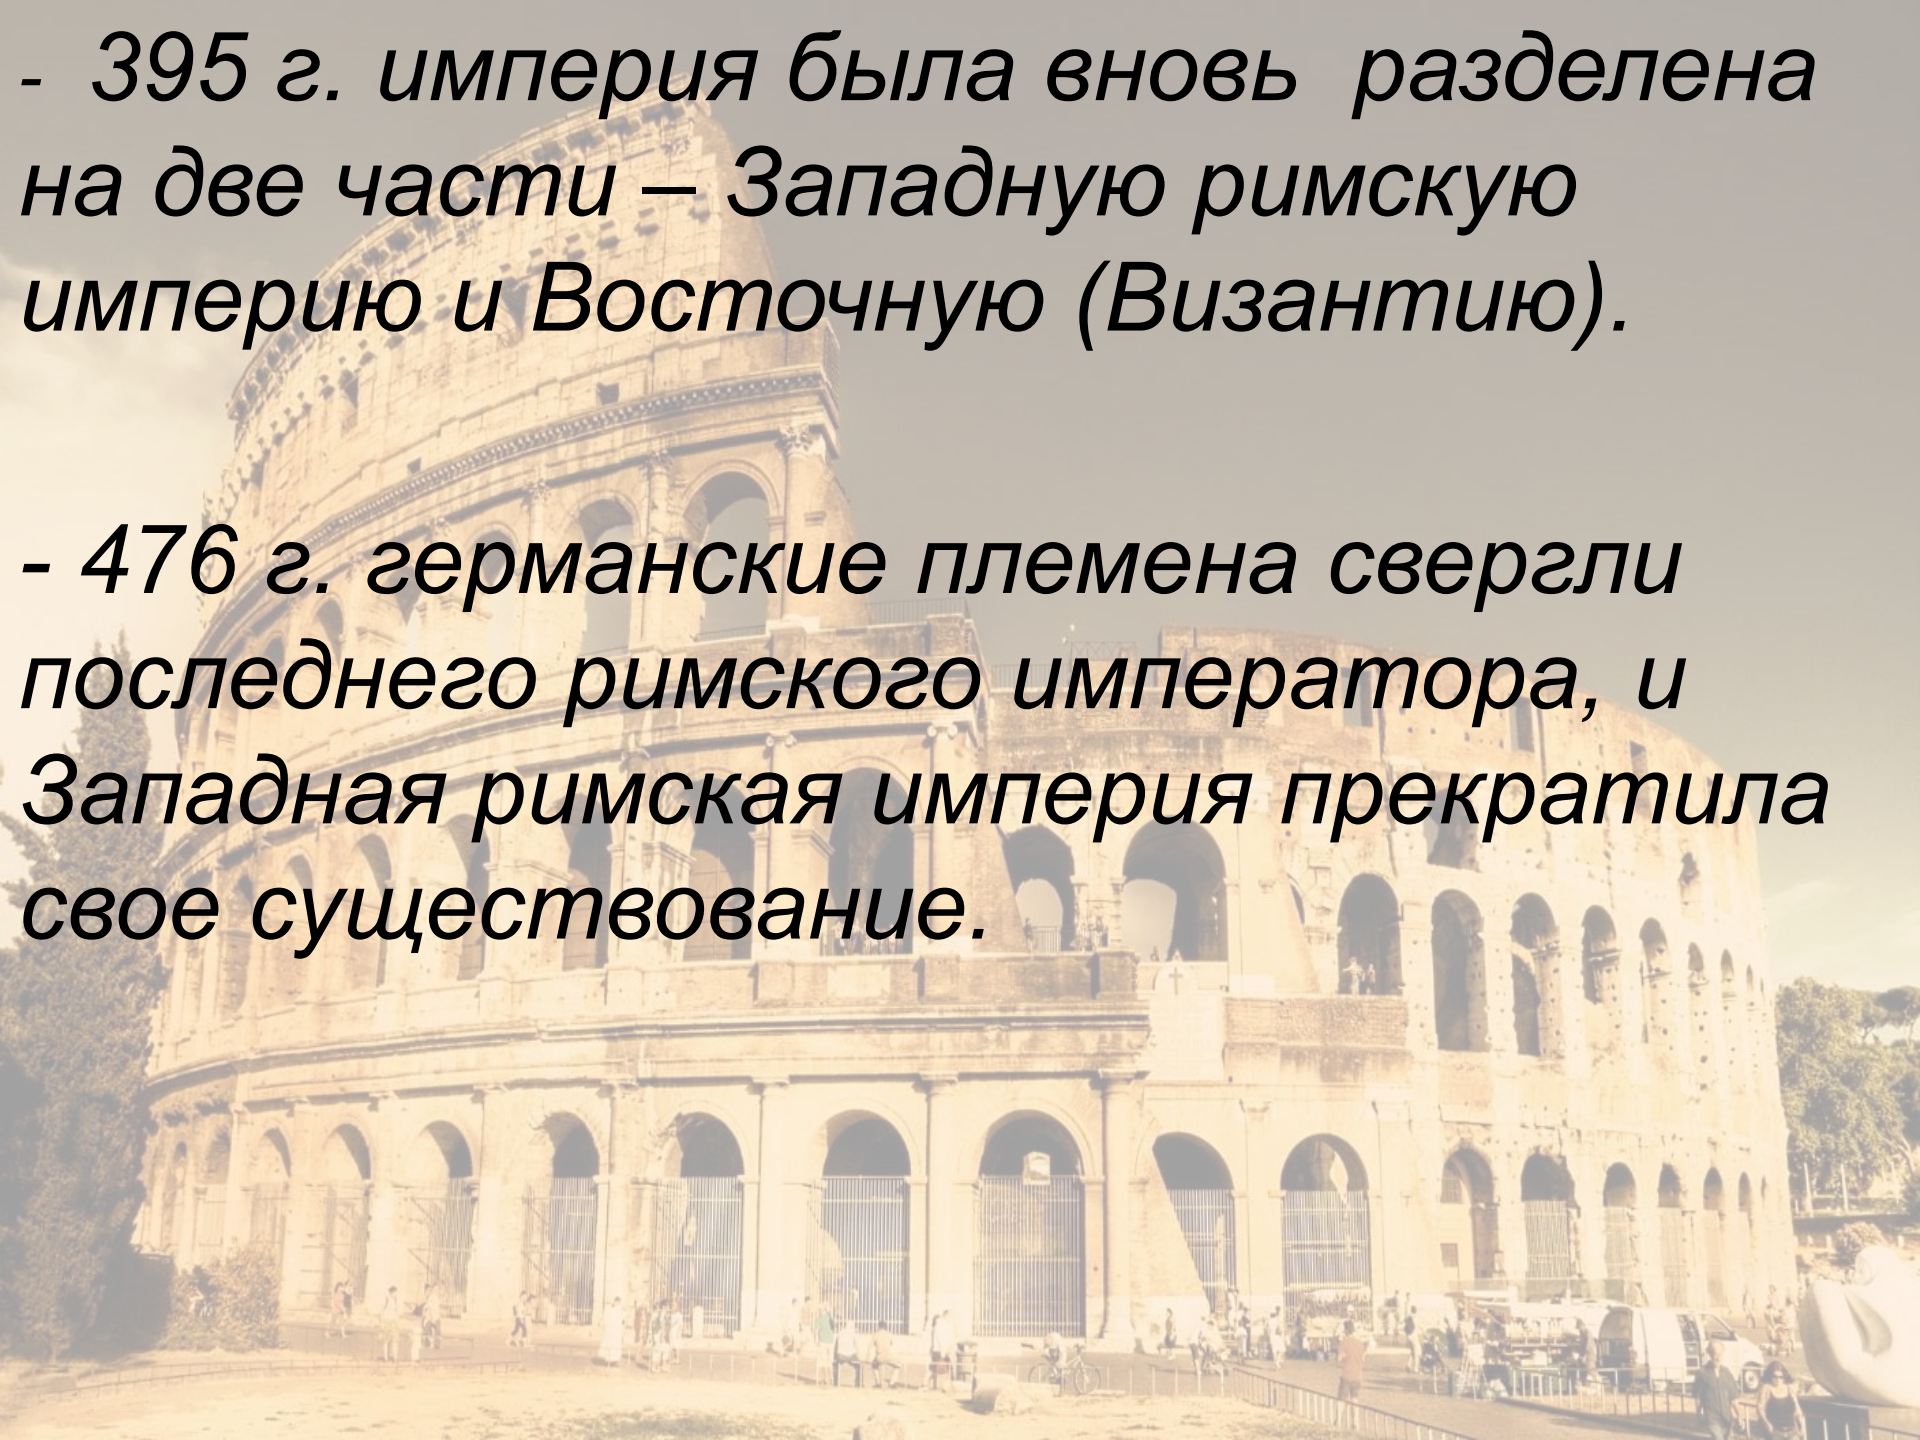 - 395 г. империя была вновь разделена
на две части – Западную римскую
империю и Восточную (Византию).
- 476 г. германские племена свергли
последнего римского императора, и
Западная римская империя прекратила
свое существование.